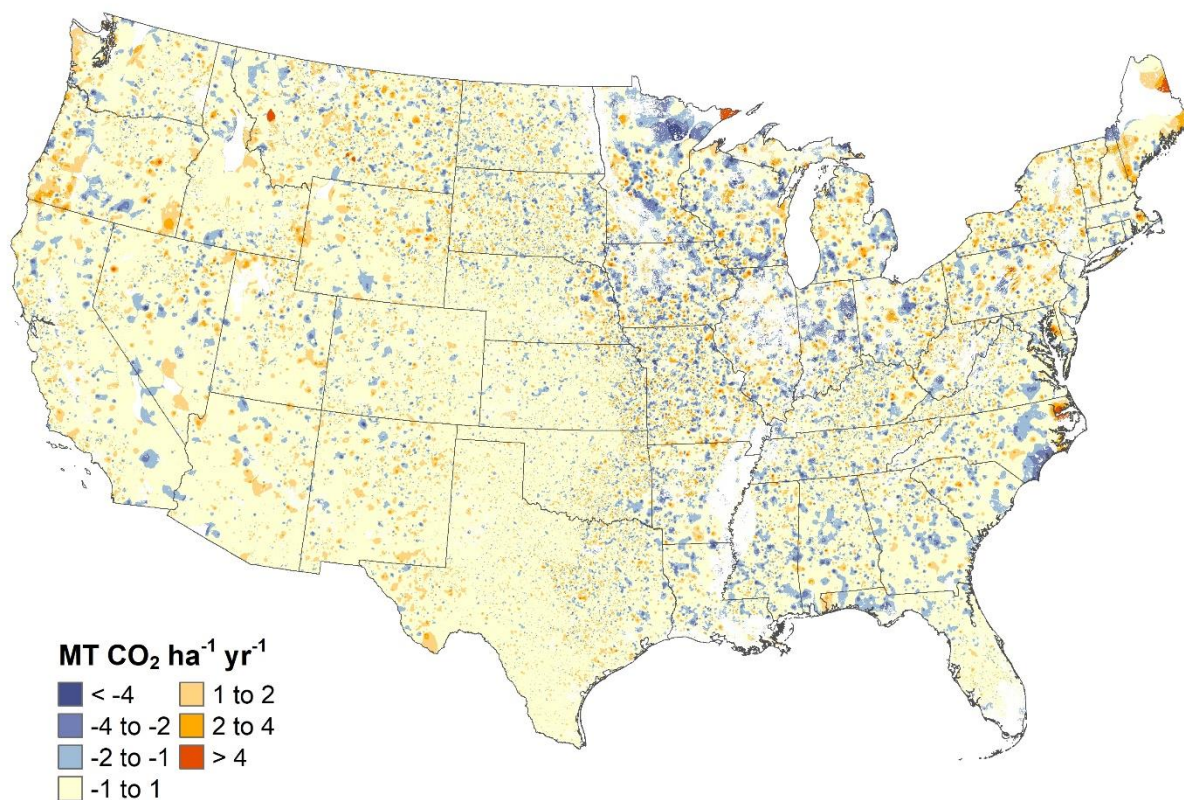 MT CO₂ ha⁻¹ yr⁻¹
< -4
-4 to -2
-2 to -1
-1 to 1
1 to 2
2 to 4
> 4